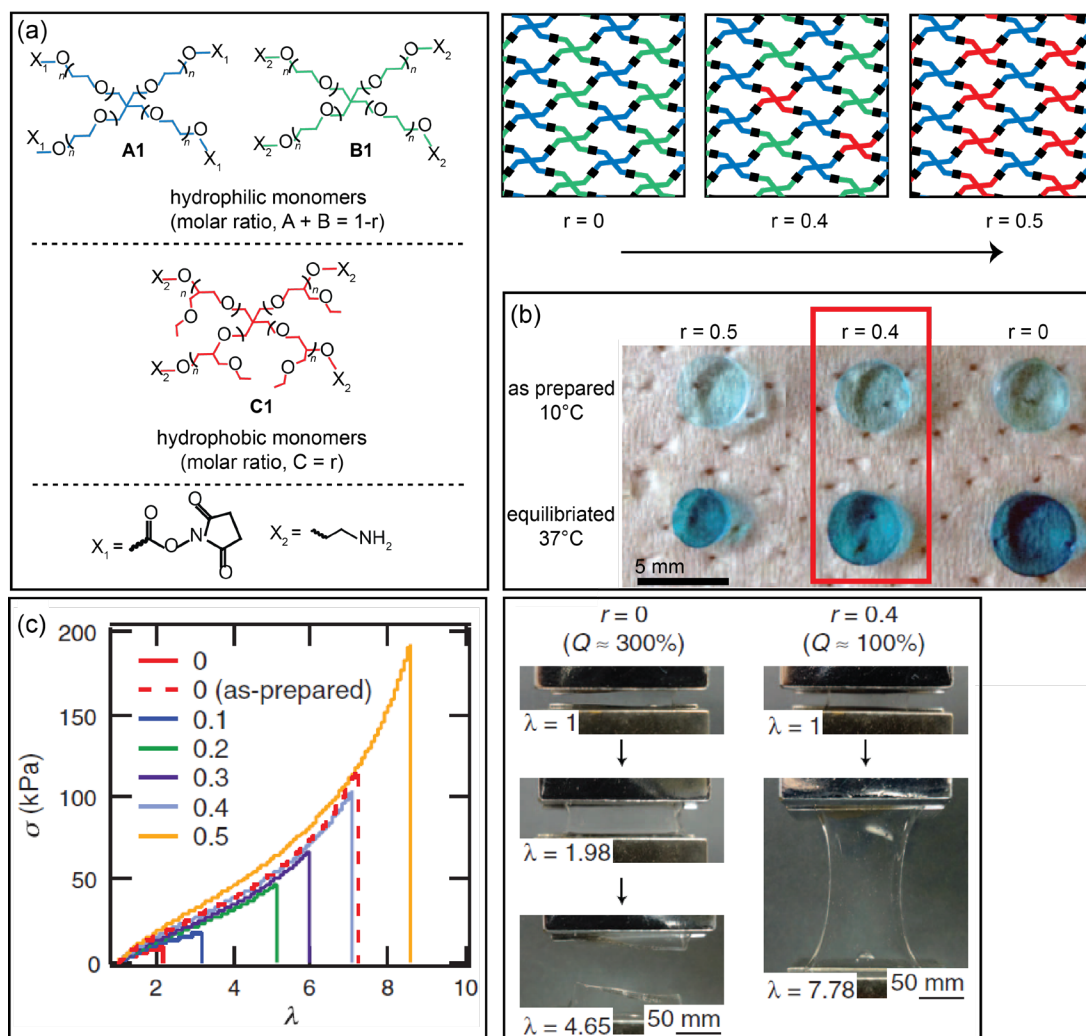 (a)
X1 O O n O O n O X1
X1 O n O O n O X1
A1
X2 O O n O O n O X2
X2 O n O O n O X2
B1
hydrophilic monomers
(molar ratio, A + B = 1-r)
X2 O O n O O n O X2
O O
X2 O O n O O n O X2
O O
C1
hydrophobic monomers
(molar ratio, C = r)
X1 = O O N O O
X2 = NH2
r = 0
r = 0.4
r = 0.5
(b)
r = 0.5
r = 0.4
r = 0
as prepared
10°C
equilibriated
37°C
5 mm
(c)
200
150
100
50
0
σ (kPa)
0
0 (as-prepared)
0.1
0.2
0.3
0.4
0.5
2 4 6 8 10
λ
r = 0
(Q ≈ 300%)
λ = 1
λ = 1.98
λ = 4.65
50 mm
r = 0.4
(Q ≈ 100%)
λ = 1
λ = 7.78
50 mm